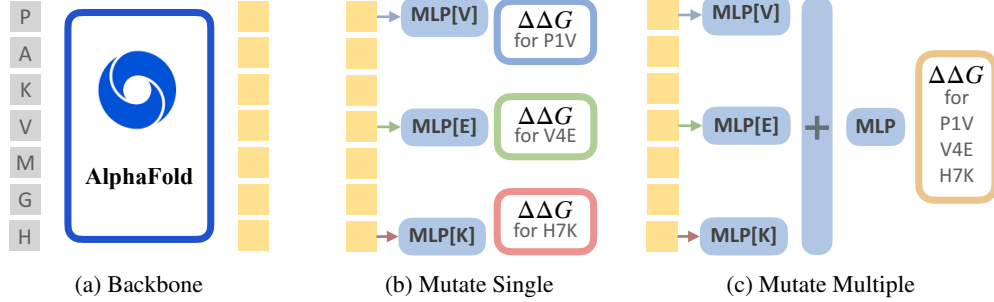 P
A
K
V
M
G
H
AlphaFold
(a) Backbone
MLP[V]
ΔΔG
for P1V
MLP[E]
ΔΔG
for V4E
MLP[K]
ΔΔG
for H7K
(b) Mutate Single
MLP[V]
MLP[E]
MLP[K]
+
MLP
ΔΔG
for
P1V
V4E
H7K
(c) Mutate Multiple